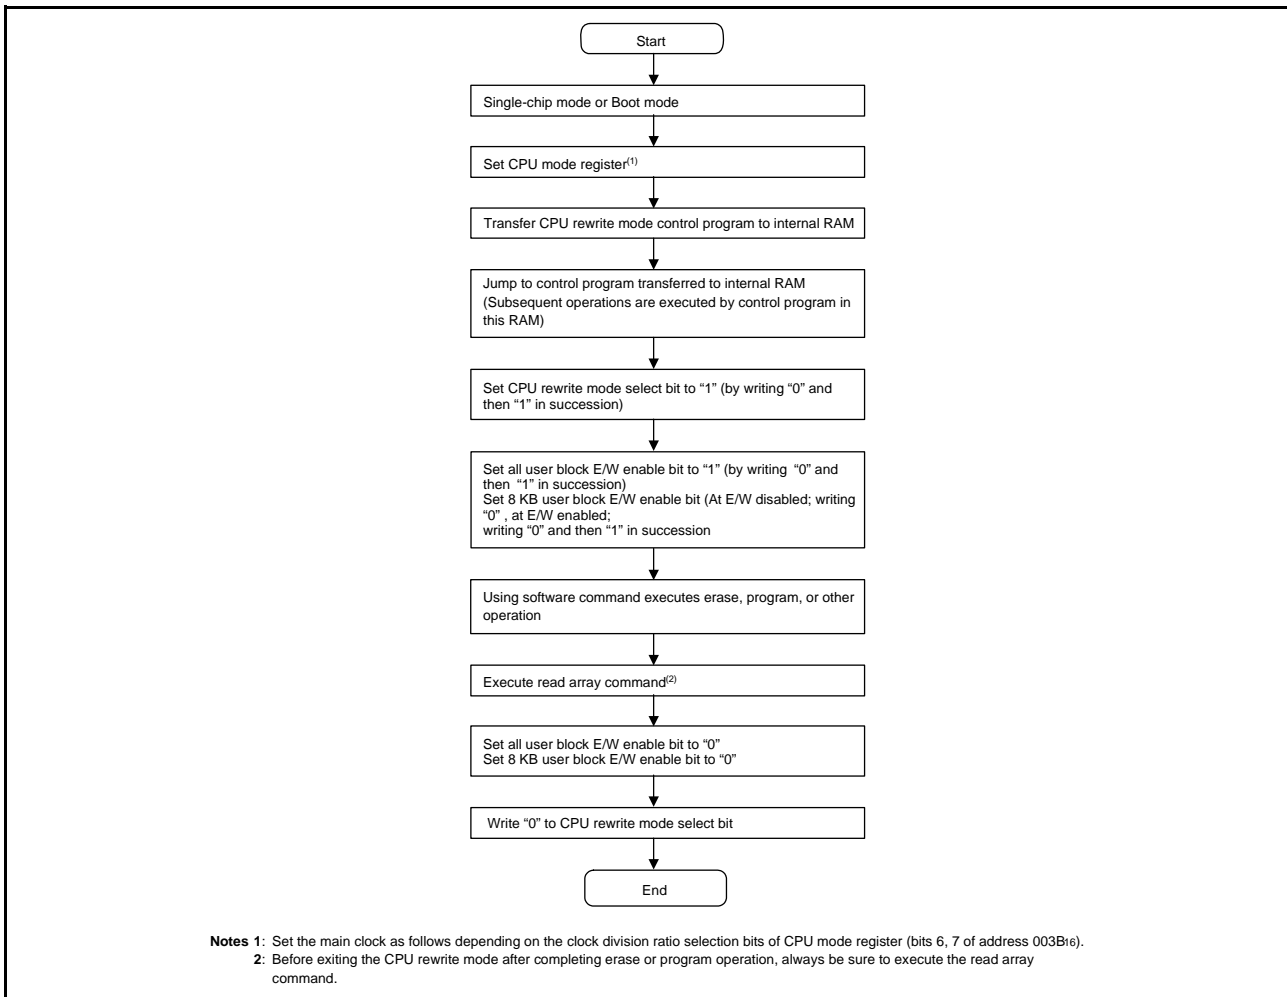 Start
Single-chip mode or Boot mode
Set CPU mode register(1)
Transfer CPU rewrite mode control program to internal RAM
Jump to control program transferred to internal RAM
(Subsequent operations are executed by control program in
this RAM)
Set CPU rewrite mode select bit to “1” (by writing “0” and
then “1” in succession)
Set all user block E/W enable bit to “1” (by writing “0” and
then “1” in succession)
Set 8 KB user block E/W enable bit (At E/W disabled; writing
“0” , at E/W enabled;
writing “0” and then “1” in succession
Using software command executes erase, program, or other
operation
Execute read array command(2)
Set all user block E/W enable bit to “0”
Set 8 KB user block E/W enable bit to “0”
Write “0” to CPU rewrite mode select bit
End
Notes 1: Set the main clock as follows depending on the clock division ratio selection bits of CPU mode register (bits 6, 7 of address 003B16).
2: Before exiting the CPU rewrite mode after completing erase or program operation, always be sure to execute the read array
command.